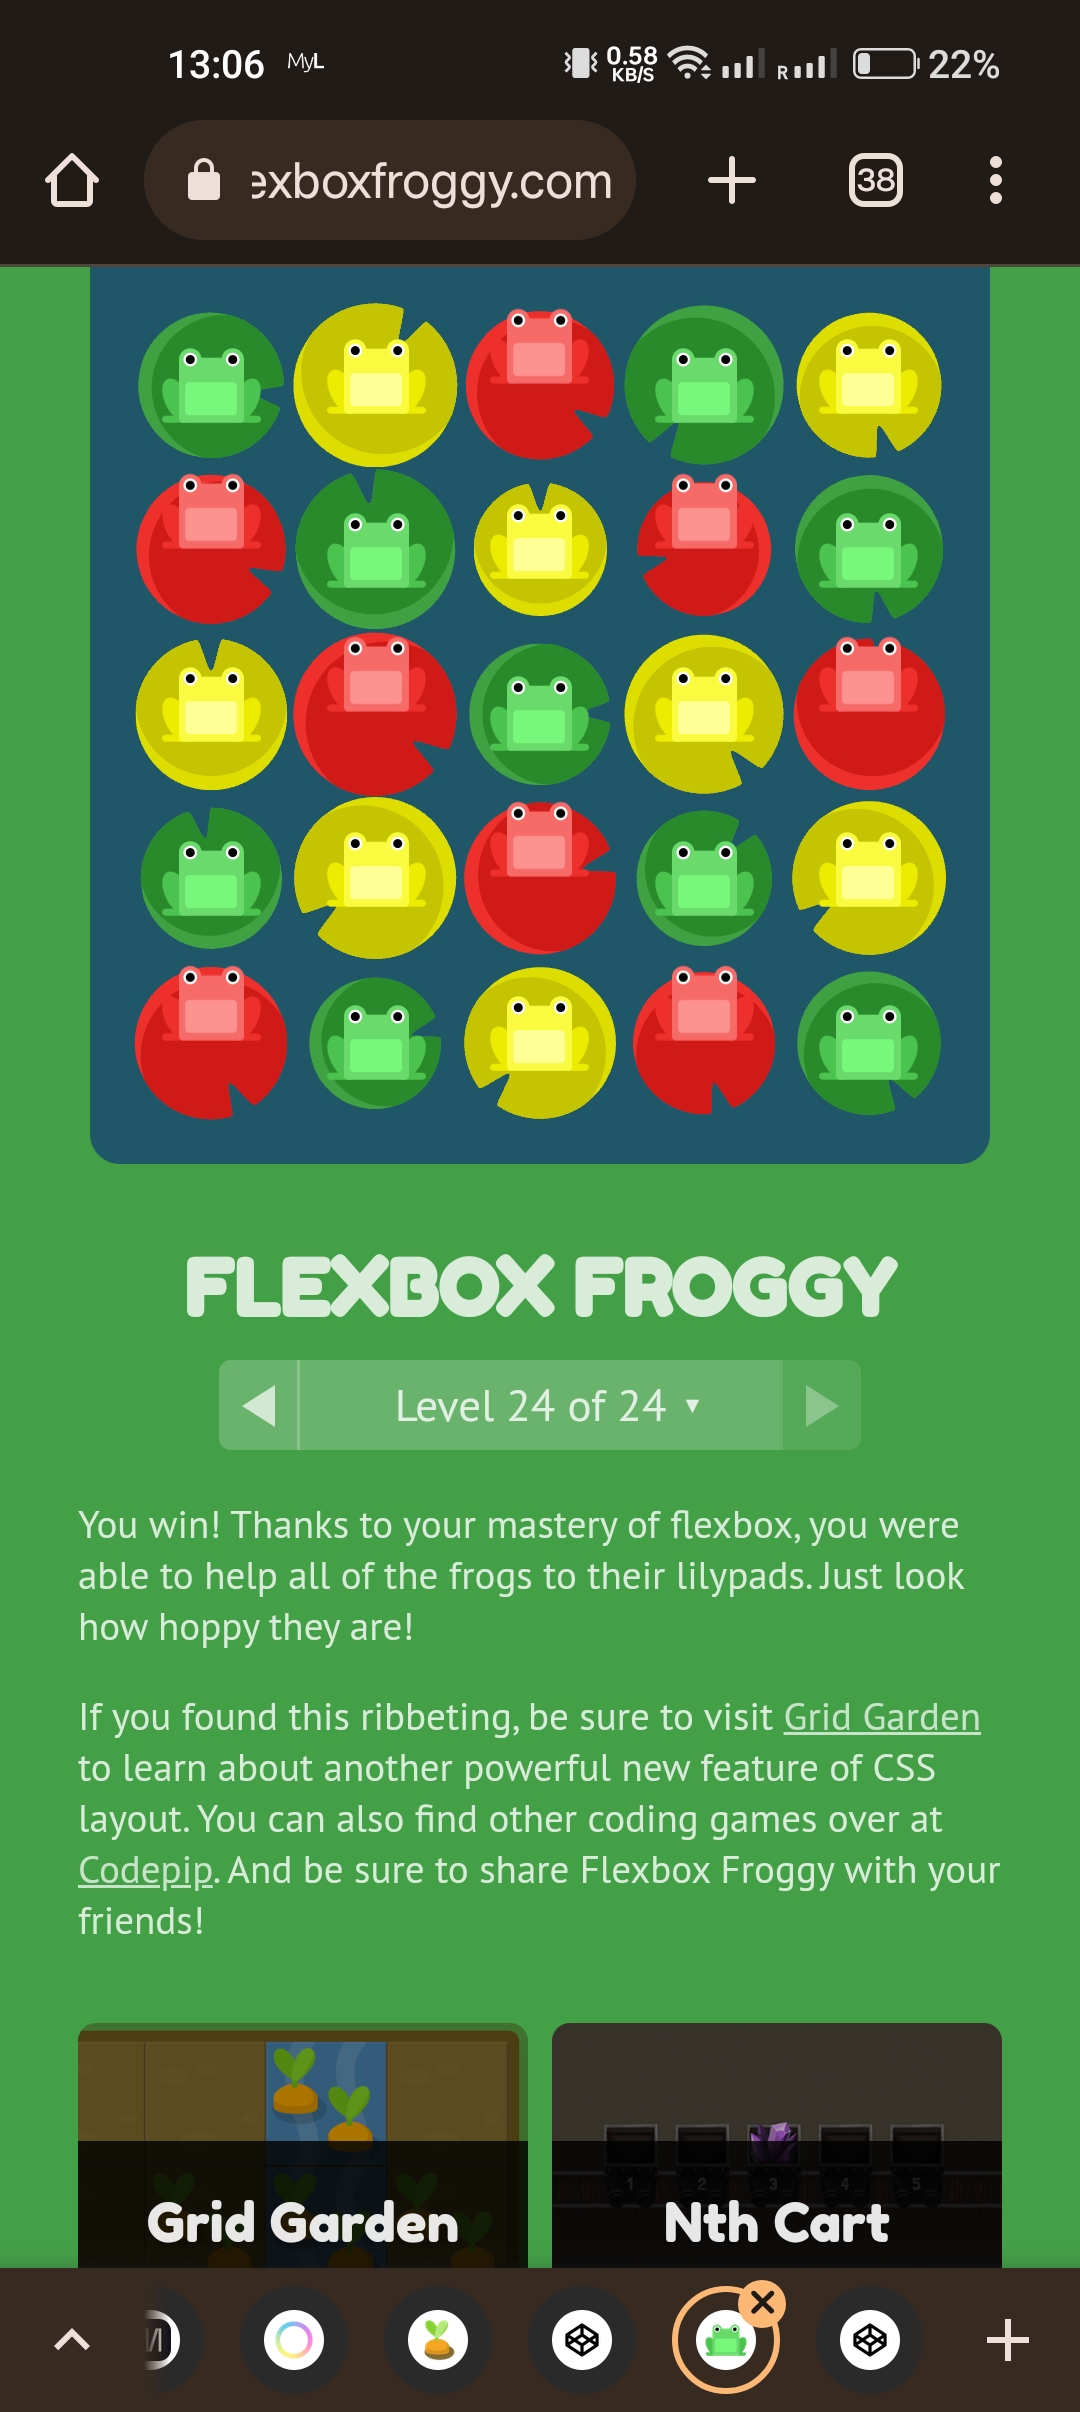 13:06 MyL 0.58 KB/S R 22%
exboxfroggy.com 38
FLEXBOX FROGGY
Level 24 of 24
You win! Thanks to your mastery of flexbox, you were
able to help all of the frogs to their lilypads. Just look
how hoppy they are!
If you found this ribbeting, be sure to visit Grid Garden
to learn about another powerful new feature of CSS
layout. You can also find other coding games over at
Codepip. And be sure to share Flexbox Froggy with your
friends!
1 2 3 4 5
Grid Garden
Nth Cart